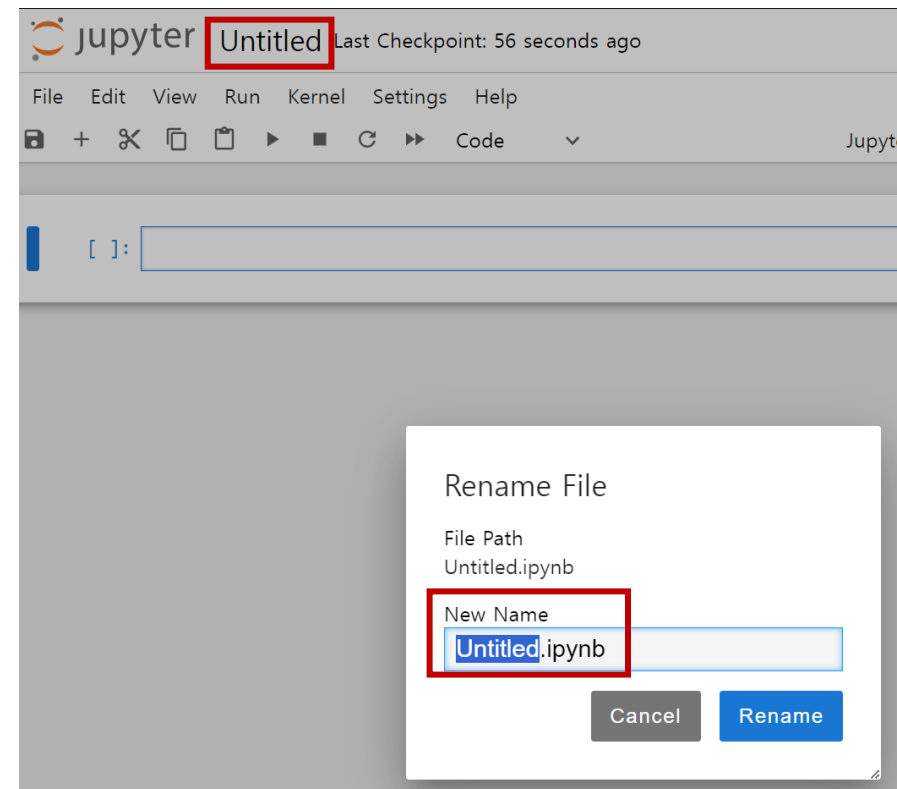 jupyter Untitled Last Checkpoint: 56 seconds ago
File Edit View Run Kernel Settings Help
Code
[ ]:
Rename File
File Path
Untitled.ipynb
New Name
Untitled.ipynb
Cancel Rename